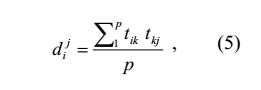 d_i^j = \frac{\sum_1^p t_{ik} t_{kj}}{p} , (5)